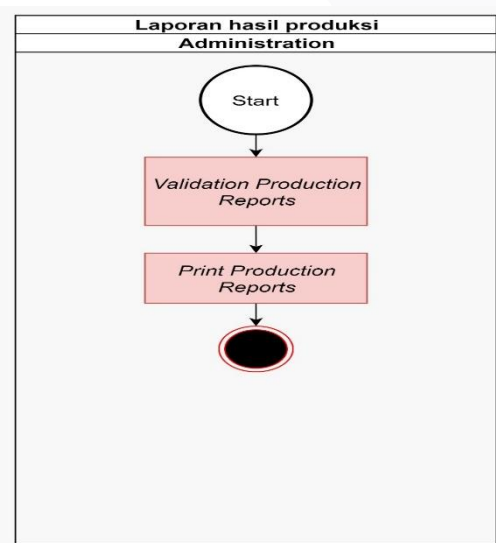 Laporan hasil produksi
Administration
Start
Validation Production
Reports
Print Production
Reports